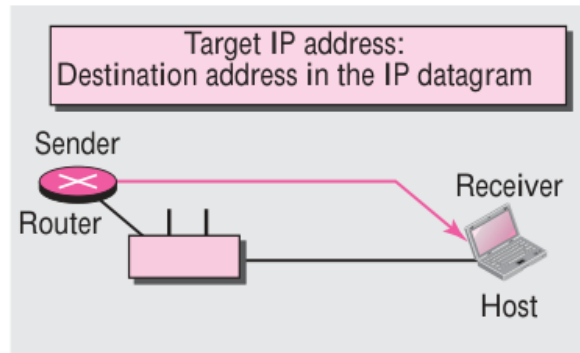 Target IP address:
Destination address in the IP datagram
Sender
Receiver
Router
Host